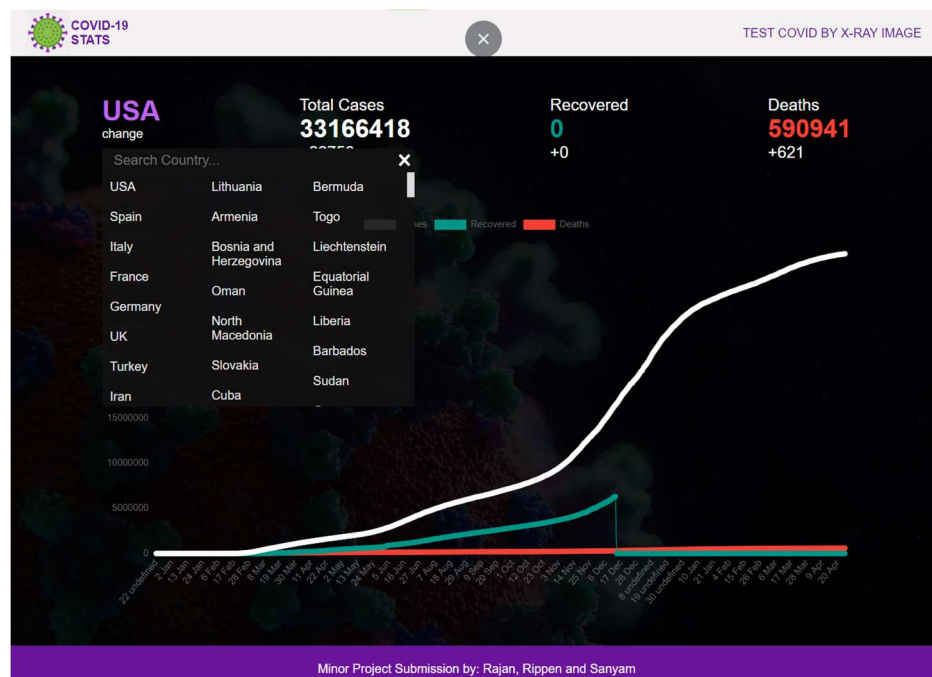 COVID-19
STATS
TEST COVID BY X-RAY IMAGE
USA
change
Total Cases
33166418
Recovered
0
+0
Deaths
590941
+621
Search Country...
USA
Lithuania
Bermuda
Spain
Armenia
Togo
Italy
Bosnia and
Herzegovina
Liechtenstein
France
Oman
Equatorial
Guinea
Germany
North
Macedonia
Liberia
UK
Slovakia
Barbados
Turkey
Cuba
Sudan
Iran
Recovered
Deaths
15000000
10000000
5000000
0
22 undefined
2 Jan
13 Jan
24 Jan
6 Feb
17 Feb
28 Feb
8 Mar
19 Mar
30 Mar
11 Apr
22 Apr
2 May
13 May
24 May
5 Jun
16 Jun
27 Jun
7 Aug
18 Aug
29 Aug
9 Sep
20 Sep
1 Oct
12 Oct
23 Oct
3 Nov
14 Nov
25 Nov
6 Dec
17 Dec
28 Dec
8 undefined
19 undefined
30 undefined
10 Jan
21 Jan
4 Feb
15 Feb
26 Feb
6 Mar
17 Mar
28 Mar
9 Apr
20 Apr
Minor Project Submission by: Rajan, Rippen and Sanyam